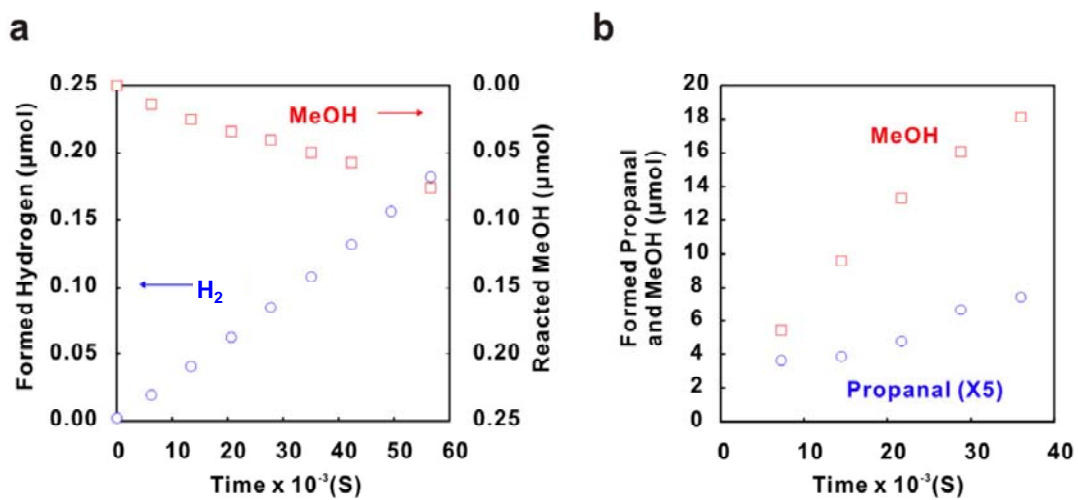 a
b
Formed Hydrogen (μmol)
0.25
0.20
0.15
0.10
0.05
0.00
MeOH
H2
0.00
0.05
0.10
0.15
0.20
0.25
Reacted MeOH (μmol)
0 10 20 30 40 50 60
Time x 10-3(S)
Formed Propanal
and MeOH (μmol)
20
18
16
14
12
10
8
6
4
2
0
MeOH
Propanal (X5)
0 10 20 30 40
Time x 10-3(S)